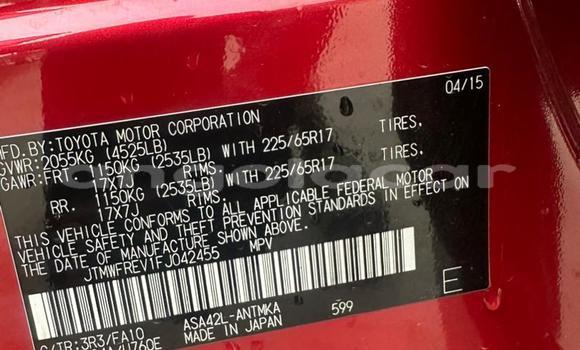 04/15
MFD.BY:TOYOTA MOTOR CORPORATION
GVWR:2055KG (4525LB)
GAWR:FRT. 1150KG (2535LB) WITH 225/65R17 TIRES,
17X7J RIMS,
RR. 1150KG (2535LB) WITH 225/65R17 TIRES,
17X7J RIMS.
THIS VEHICLE CONFORMS TO ALL APPLICABLE FEDERAL MOTOR
VEHICLE SAFETY AND THEFT PREVENTION STANDARDS IN EFFECT ON
THE DATE OF MANUFACTURE SHOWN ABOVE.
JTMWFREV1FJ042455 MPV
E
ASA42L-ANTMKA 599
C/TR:3R3/FA10 MADE IN JAPAN
U760E
angolacar